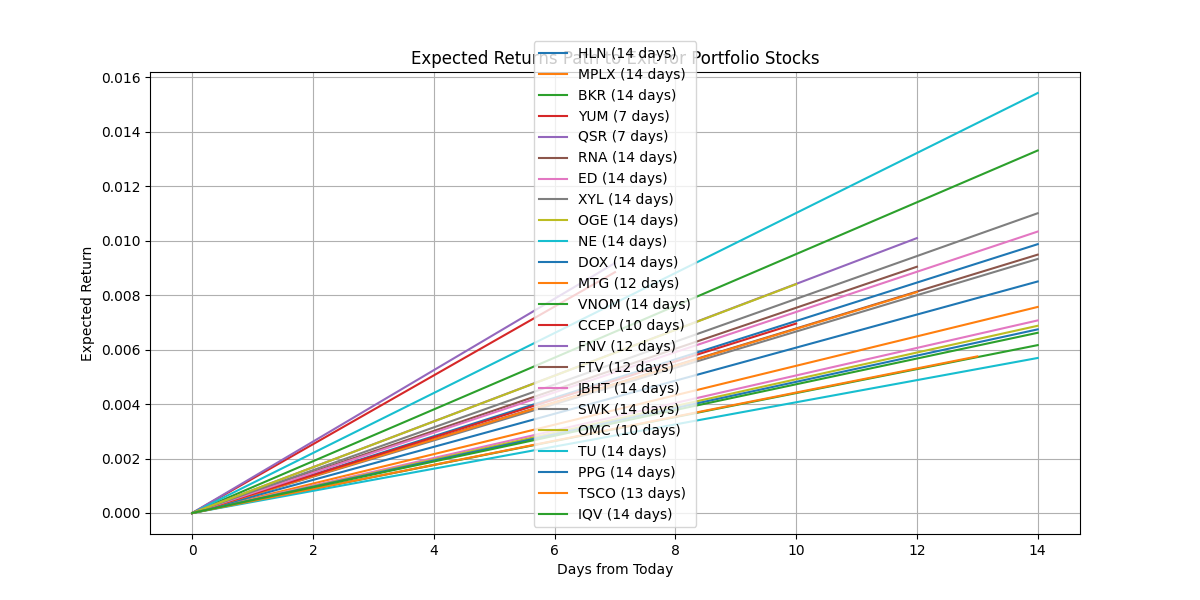 Expected Returns Path to Exit for Portfolio Stocks
HLN (14 days)
MPLX (14 days)
BKR (14 days)
YUM (7 days)
QSR (7 days)
RNA (14 days)
ED (14 days)
XYL (14 days)
OGE (14 days)
NE (14 days)
DOX (14 days)
MTG (12 days)
VNOM (14 days)
CCEP (10 days)
FNV (12 days)
FTV (12 days)
JBHT (14 days)
SWK (14 days)
OMC (10 days)
TU (14 days)
PPG (14 days)
TSCO (13 days)
IQV (14 days)
Expected Return
0.016
0.014
0.012
0.010
0.008
0.006
0.004
0.002
0.000
0 2 4 6 8 10 12 14
Days from Today